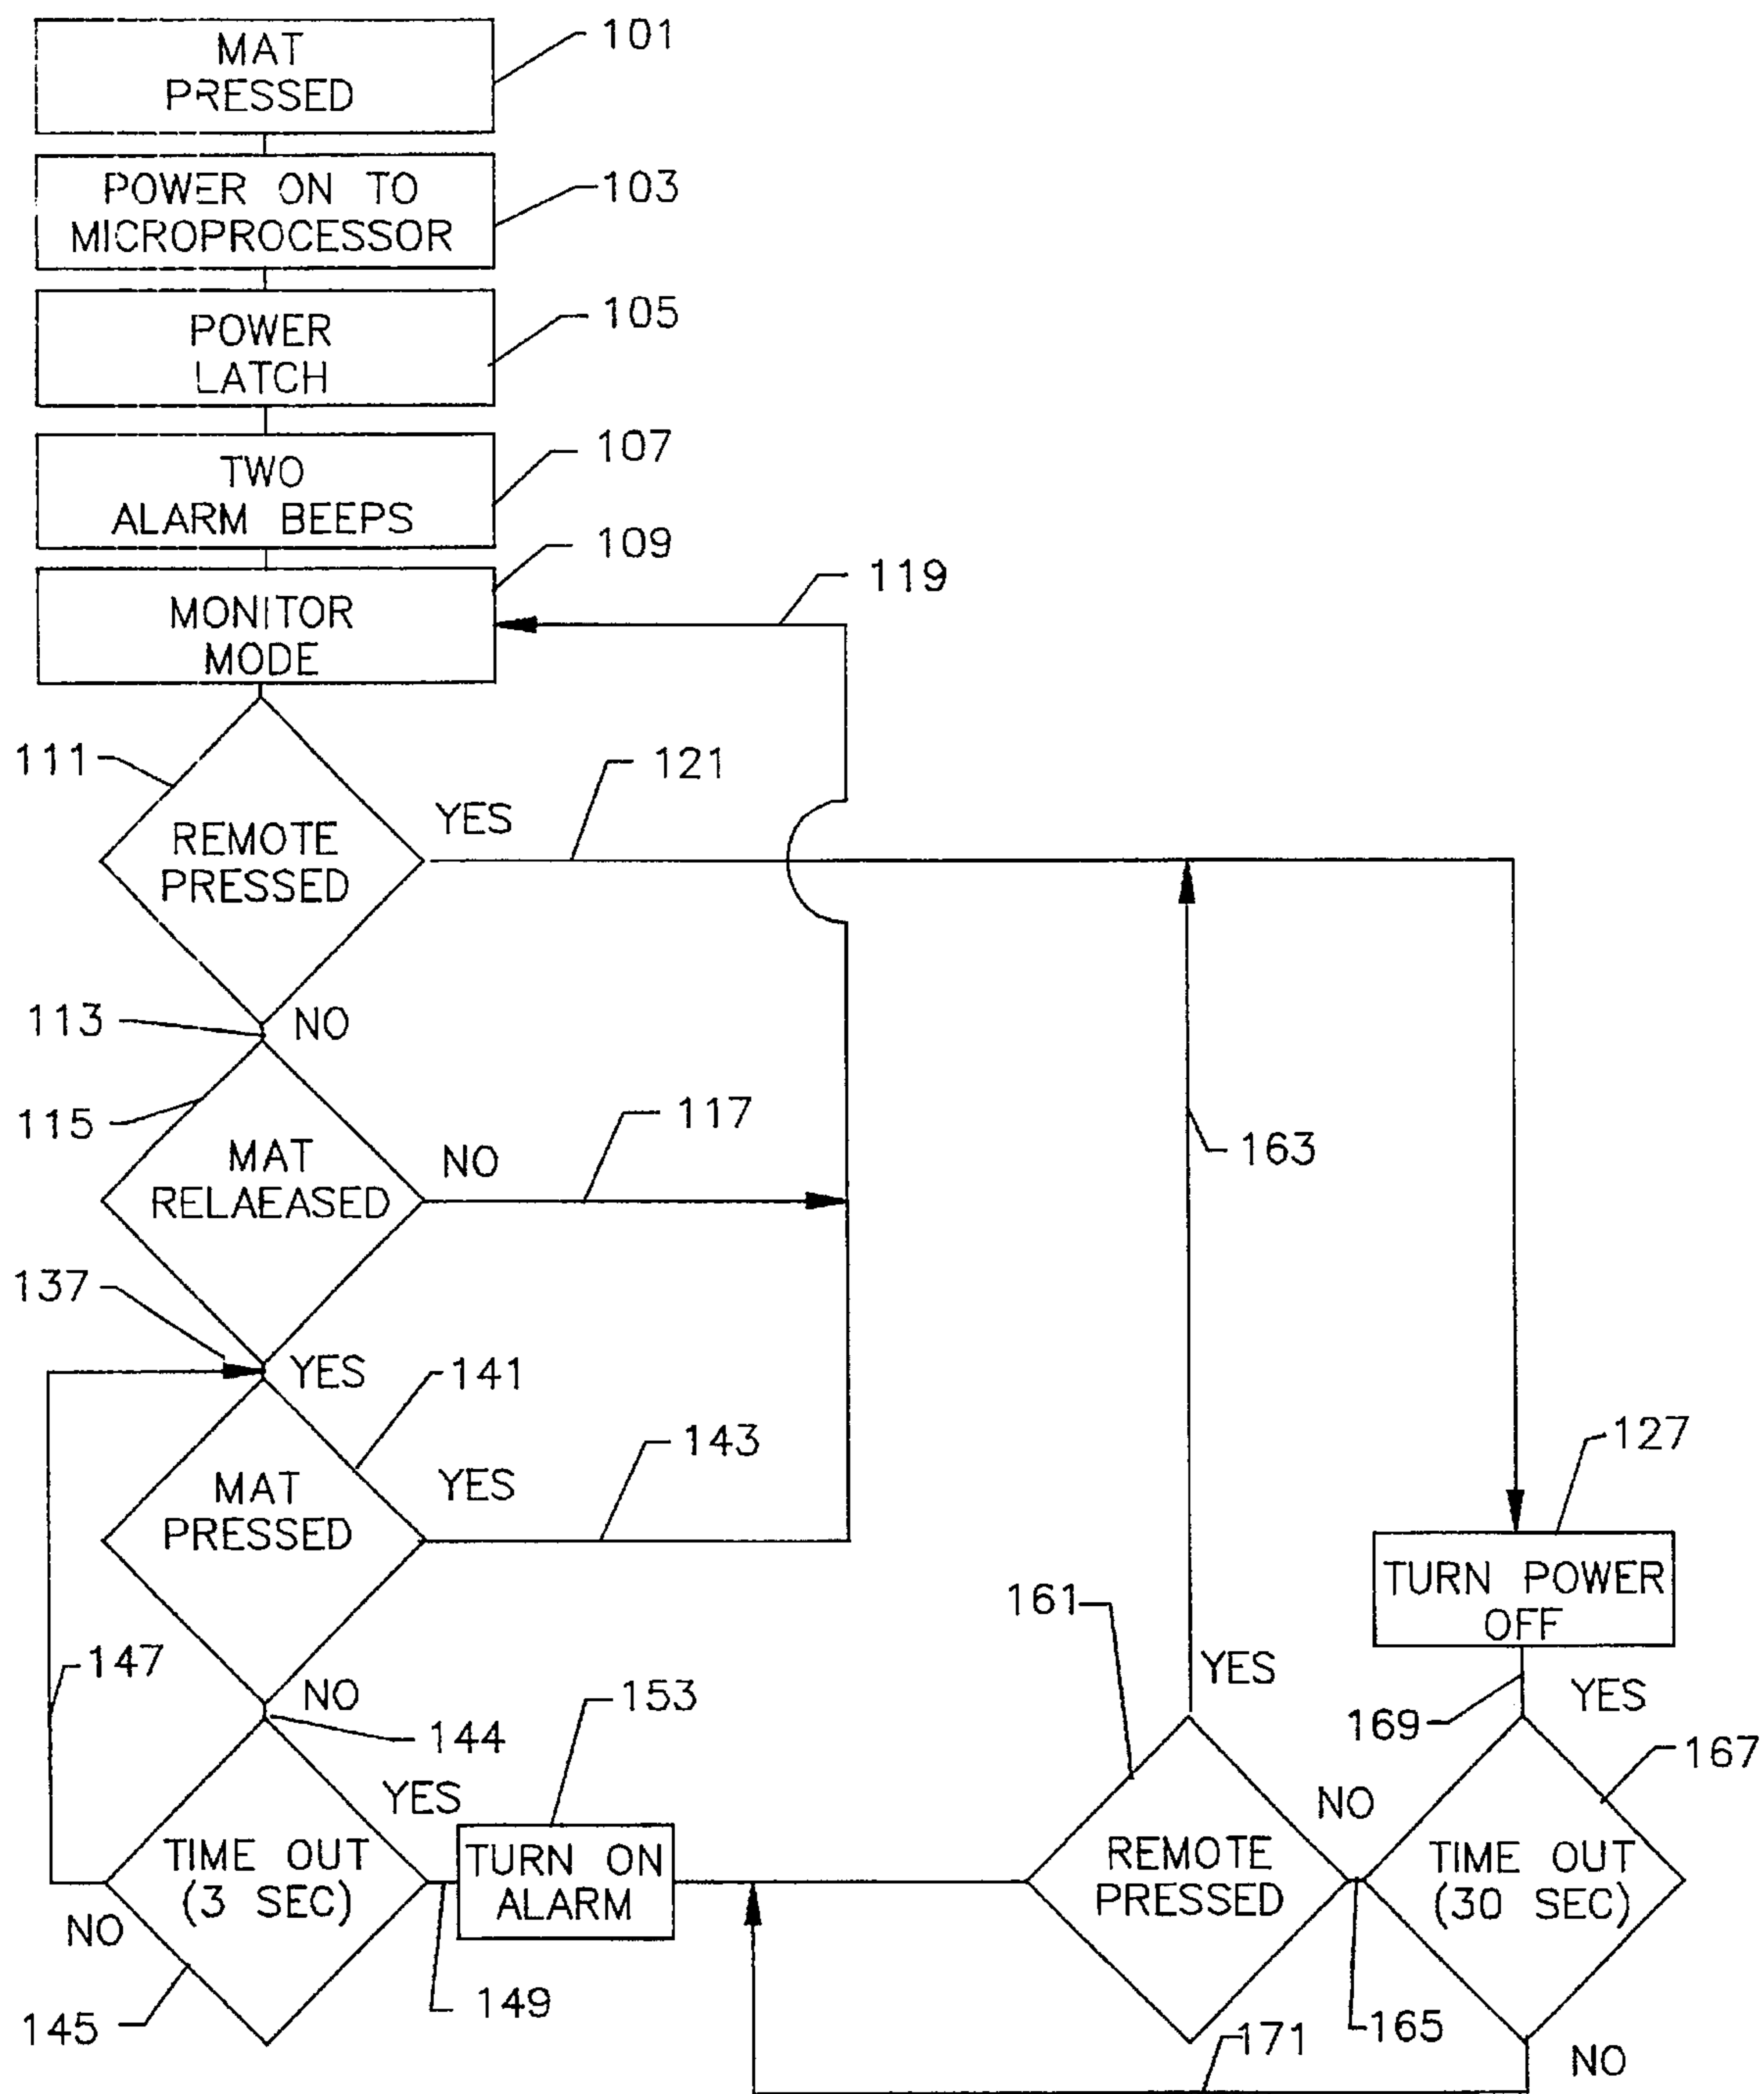 MAT
PRESSED
101
POWER ON TO
MICROPROCESSOR
103
POWER
LATCH
105
TWO
ALARM BEEPS
107
109
MONITOR
MODE
119
111
REMOTE
PRESSED
YES
121
113
NO
115
MAT
RELAEASED
NO
117
163
137
YES
141
MAT
PRESSED
YES
143
127
TURN POWER
OFF
161
YES
147
NO
144
153
169
YES
167
TIME OUT
(3 SEC)
YES
NO
145
149
TURN ON
ALARM
REMOTE
PRESSED
NO
165
TIME OUT
(30 SEC)
171
NO